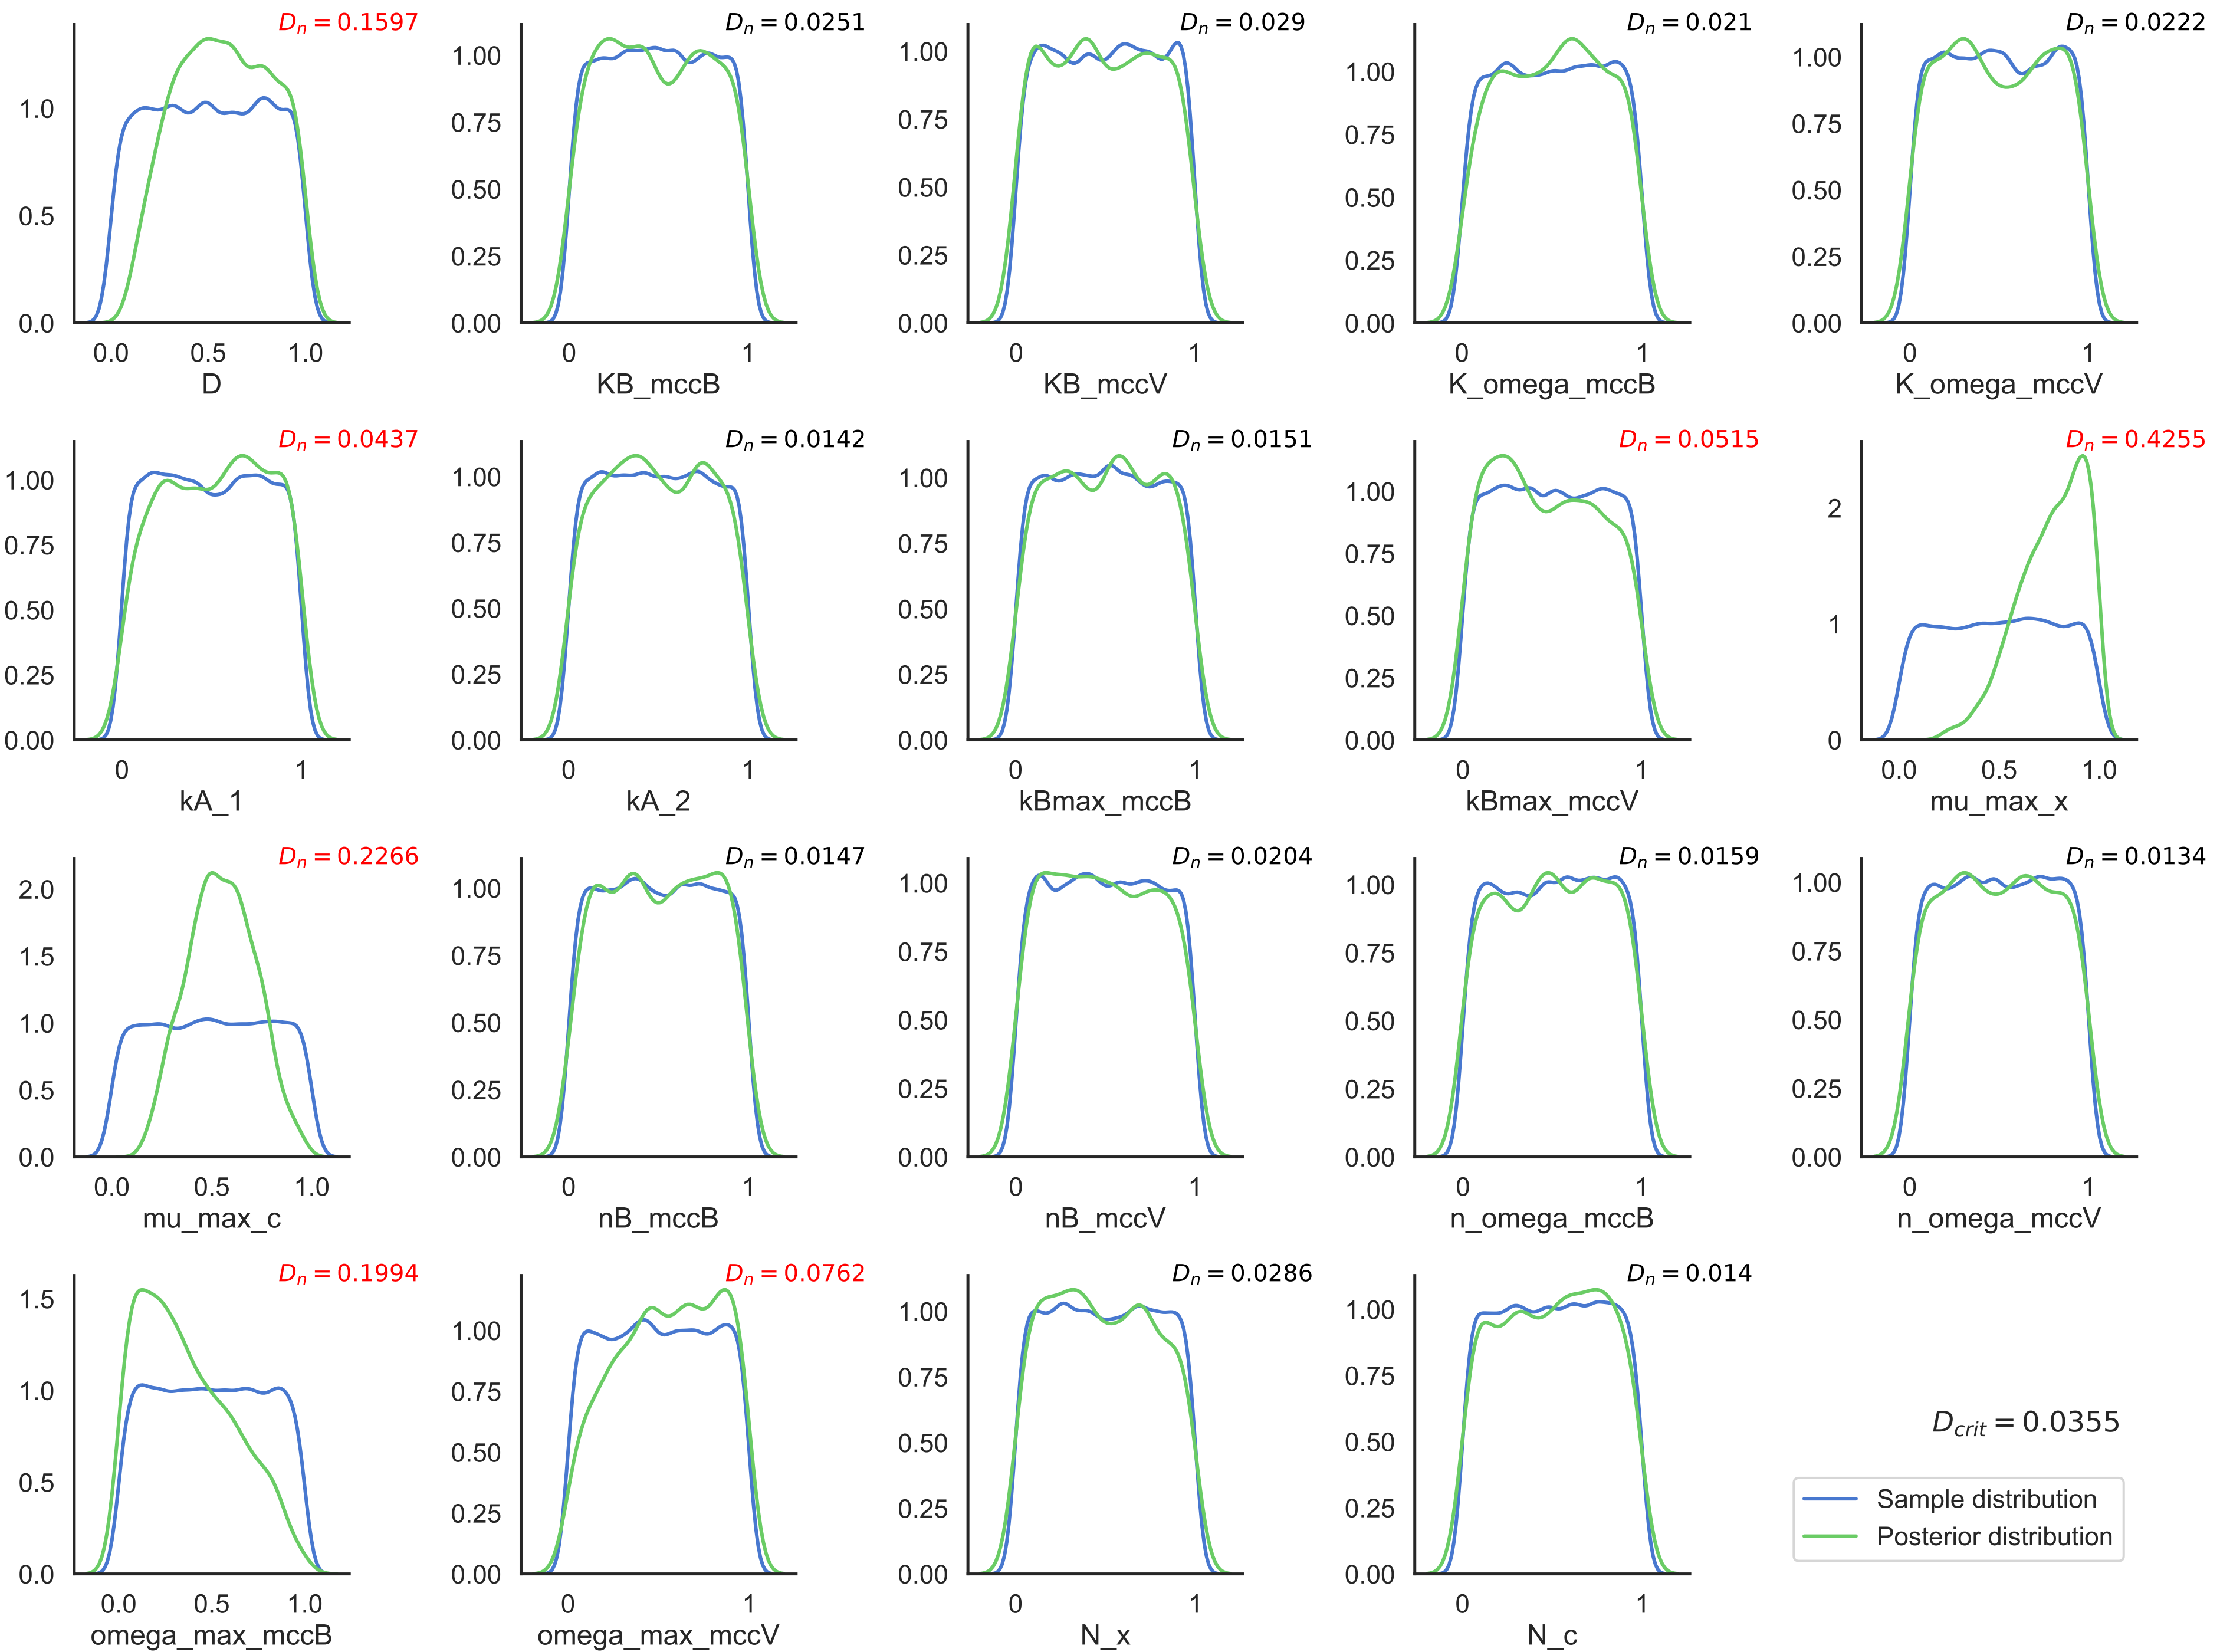 D_n = 0.1597
1.0
0.5
0.0
0.0 0.5 1.0
D
D_n = 0.0251
1.00
0.75
0.50
0.25
0.00
0 1
KB_mccB
D_n = 0.029
1.00
0.75
0.50
0.25
0.00
0 1
KB_mccV
D_n = 0.021
1.00
0.75
0.50
0.25
0.00
0 1
K_omega_mccB
D_n = 0.0222
1.00
0.75
0.50
0.25
0.00
0 1
K_omega_mccV
D_n = 0.0437
1.00
0.75
0.50
0.25
0.00
0 1
kA_1
D_n = 0.0142
1.00
0.75
0.50
0.25
0.00
0 1
kA_2
D_n = 0.0151
1.00
0.75
0.50
0.25
0.00
0 1
kBmax_mccB
D_n = 0.0515
1.00
0.75
0.50
0.25
0.00
0 1
kBmax_mccV
D_n = 0.4255
2
1
0
0.0 0.5 1.0
mu_max_x
D_n = 0.2266
2.0
1.5
1.0
0.5
0.0
0.0 0.5 1.0
mu_max_c
D_n = 0.0147
1.00
0.75
0.50
0.25
0.00
0 1
nB_mccB
D_n = 0.0204
1.00
0.75
0.50
0.25
0.00
0 1
nB_mccV
D_n = 0.0159
1.00
0.75
0.50
0.25
0.00
0 1
n_omega_mccB
D_n = 0.0134
1.00
0.75
0.50
0.25
0.00
0 1
n_omega_mccV
D_n = 0.1994
1.5
1.0
0.5
0.0
0.0 0.5 1.0
omega_max_mccB
D_n = 0.0762
1.00
0.75
0.50
0.25
0.00
0 1
omega_max_mccV
D_n = 0.0286
1.00
0.75
0.50
0.25
0.00
0 1
N_x
D_n = 0.014
1.00
0.75
0.50
0.25
0.00
0 1
N_c
D_crit = 0.0355
Sample distribution
Posterior distribution